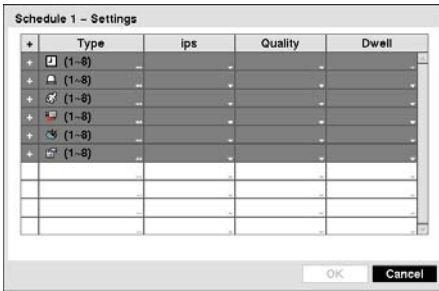 Schedule 1 – Settings
+ Type ips Quality Dwell
+ (1~8)
+ (1~8)
+ (1~8)
+ (1~8)
+ (1~8)
+ (1~8)
OK Cancel